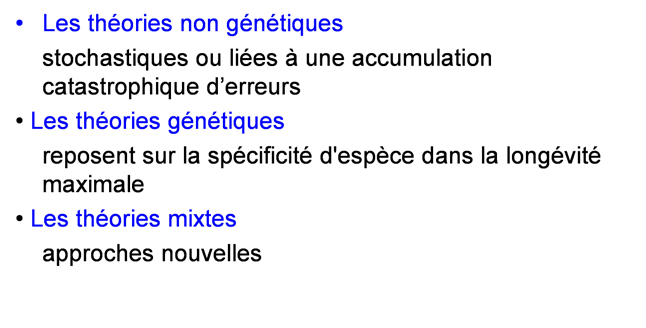 • Les théories non génétiques
stochastiques ou liées à une accumulation
catastrophique d’erreurs
• Les théories génétiques
reposent sur la spécificité d'espèce dans la longévité
maximale
• Les théories mixtes
approches nouvelles